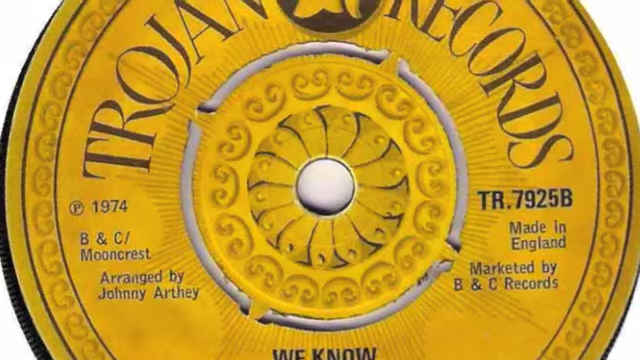 TROJAN RECORDS
℗ 1974
B & C/
Mooncrest
Arranged by
Johnny Arthey
TR.7925B
Made in
England
Marketed by
B & C Records
WE KNOW